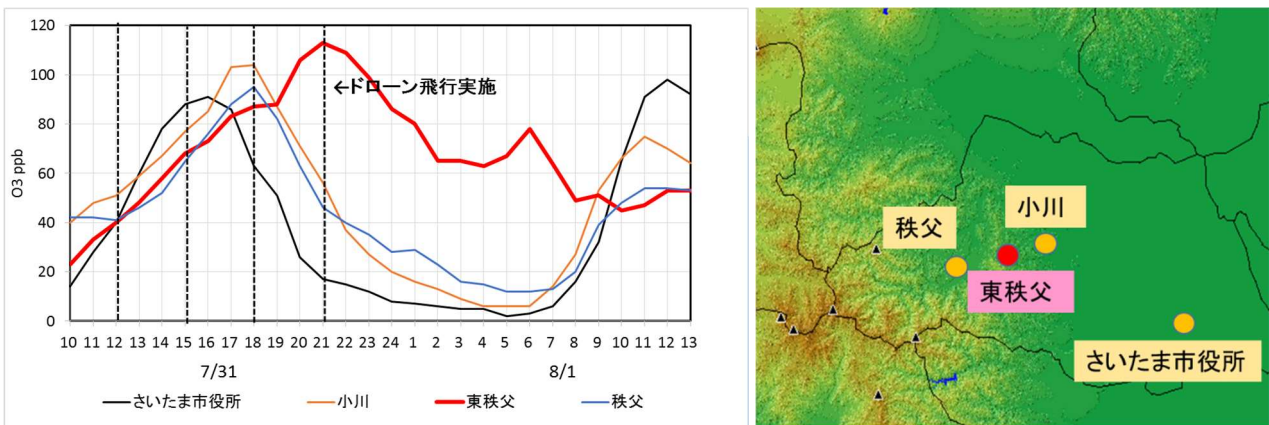 120
100
80
60
40
20
0
O3 ppb
←ドローン飛行実施
10 11 12 13 14 15 16 17 18 19 20 21 22 23 24 1 2 3 4 5 6 7 8 9 10 11 12 13
7/31 8/1
さいたま市役所 小川 東秩父 秩父
小川
秩父
東秩父
さいたま市役所